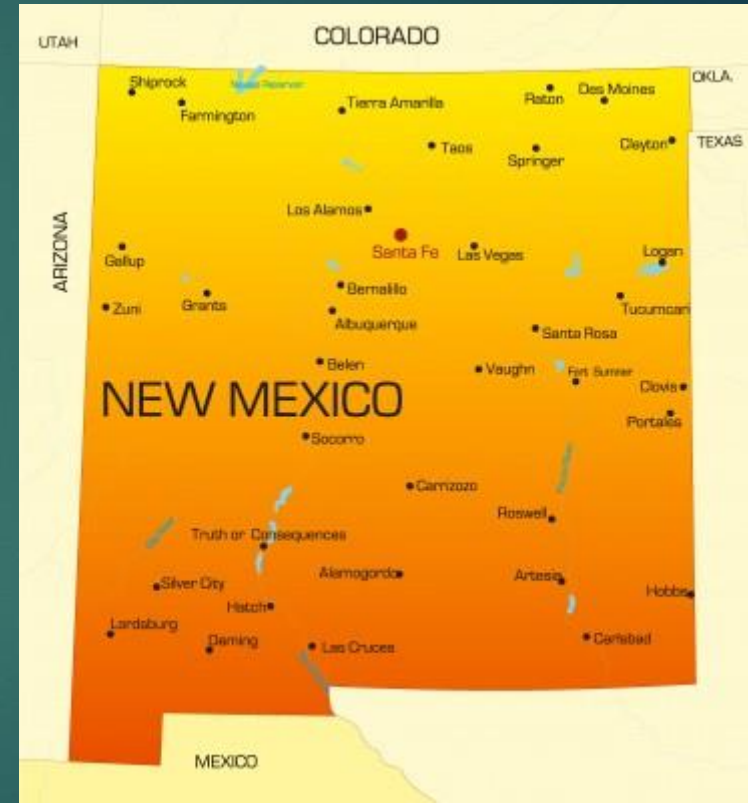 UTAH
COLORADO
OKLA.
Shiprock
Reservoir
Farmington
Tierra Amarilla
Raton
Des Moines
Taos
Springer
Clayton
TEXAS
ARIZONA
Los Alamos
Santa Fe
Las Vegas
Logan
Gallup
Zuni
Grants
Bernalillo
Albuquerque
Tucumcari
Santa Rosa
Belen
Vaughn
Fort Sumner
Clovis
NEW MEXICO
Portales
Socorro
Carrizozo
Roswell
Truth or Consequences
Silver City
Alamogordo
Artesia
Hobbs
Hatch
Lordsburg
Deming
Las Cruces
Carlsbad
MEXICO